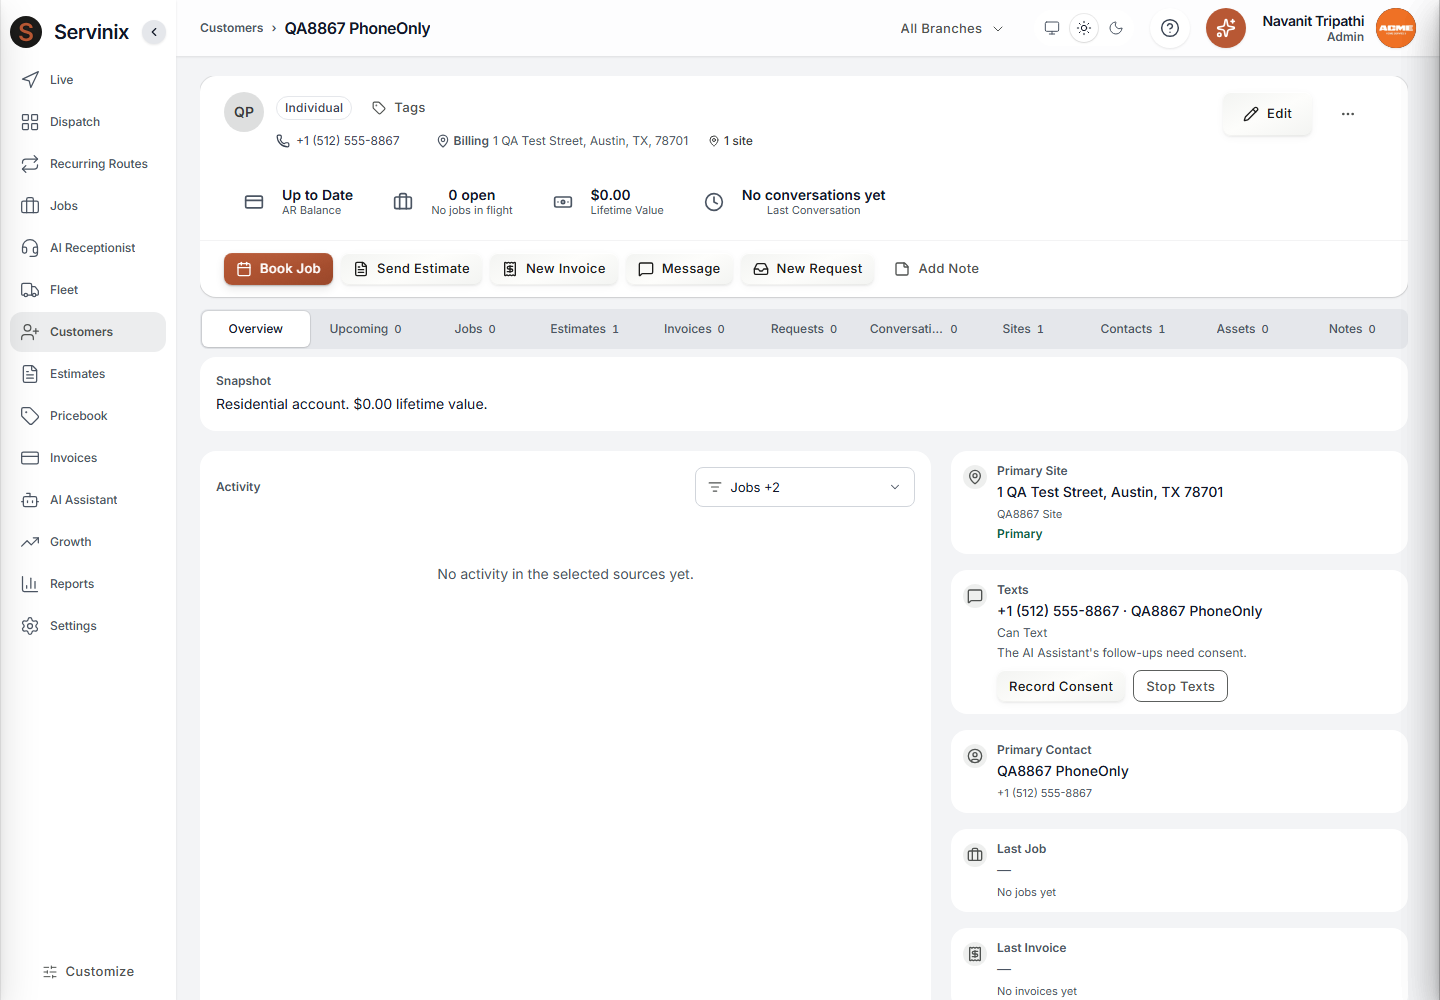 S Servinix
Customers › QA8867 PhoneOnly
All Branches
Navanit Tripathi
Admin
ACME
Live
Dispatch
Recurring Routes
Jobs
AI Receptionist
Fleet
Customers
Estimates
Pricebook
Invoices
AI Assistant
Growth
Reports
Settings
Customize
QP
Individual
Tags
Edit
+1 (512) 555-8867
Billing 1 QA Test Street, Austin, TX, 78701
1 site
Up to Date
AR Balance
0 open
No jobs in flight
$0.00
Lifetime Value
No conversations yet
Last Conversation
Book Job
Send Estimate
New Invoice
Message
New Request
Add Note
Overview
Upcoming 0
Jobs 0
Estimates 1
Invoices 0
Requests 0
Conversati... 0
Sites 1
Contacts 1
Assets 0
Notes 0
Snapshot
Residential account. $0.00 lifetime value.
Activity
Jobs +2
No activity in the selected sources yet.
Primary Site
1 QA Test Street, Austin, TX 78701
QA8867 Site
Primary
Texts
+1 (512) 555-8867 · QA8867 PhoneOnly
Can Text
The AI Assistant's follow-ups need consent.
Record Consent
Stop Texts
Primary Contact
QA8867 PhoneOnly
+1 (512) 555-8867
Last Job
—
No jobs yet
Last Invoice
—
No invoices yet